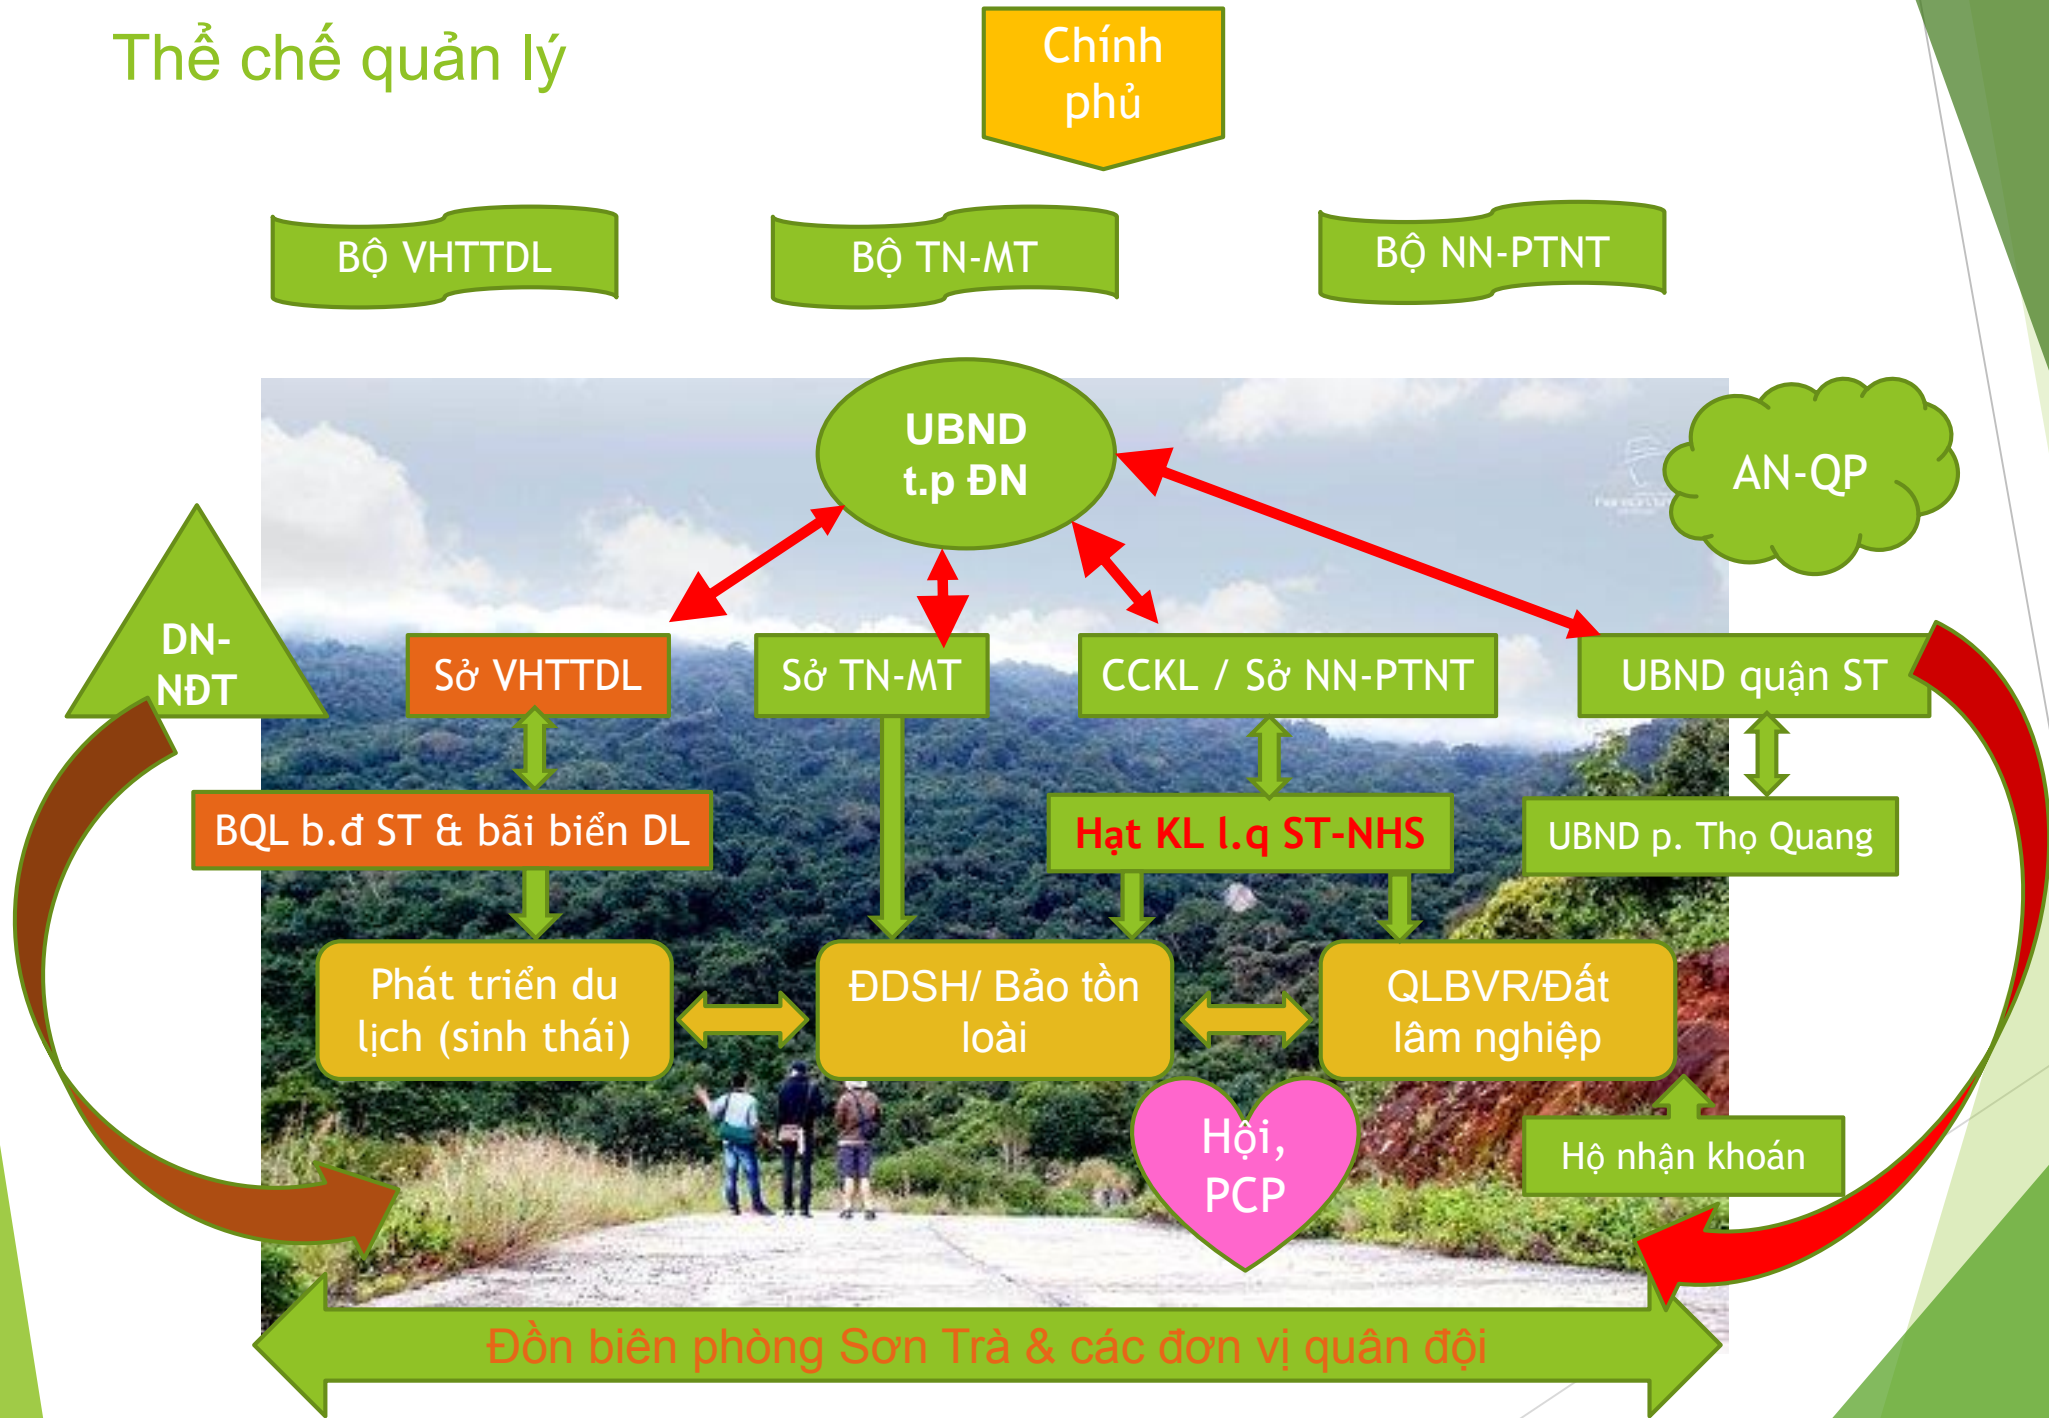 Thể chế quản lý
Chính
phủ
BỘ VHTTDL
BỘ TN-MT
BỘ NN-PTNT
UBND
t.p ĐN
AN-QP
DN-
NĐT
Sở VHTTDL
Sở TN-MT
CCKL / Sở NN-PTNT
UBND quận ST
BQL b.đ ST & bãi biển DL
Hạt KL l.q ST-NHS
UBND p. Thọ Quang
Phát triển du
lịch (sinh thái)
ĐDSH/ Bảo tồn
loài
QLBVR/Đất
lâm nghiệp
Hội,
PCP
Hộ nhận khoán
Đồn biên phòng Sơn Trà & các đơn vị quân đội